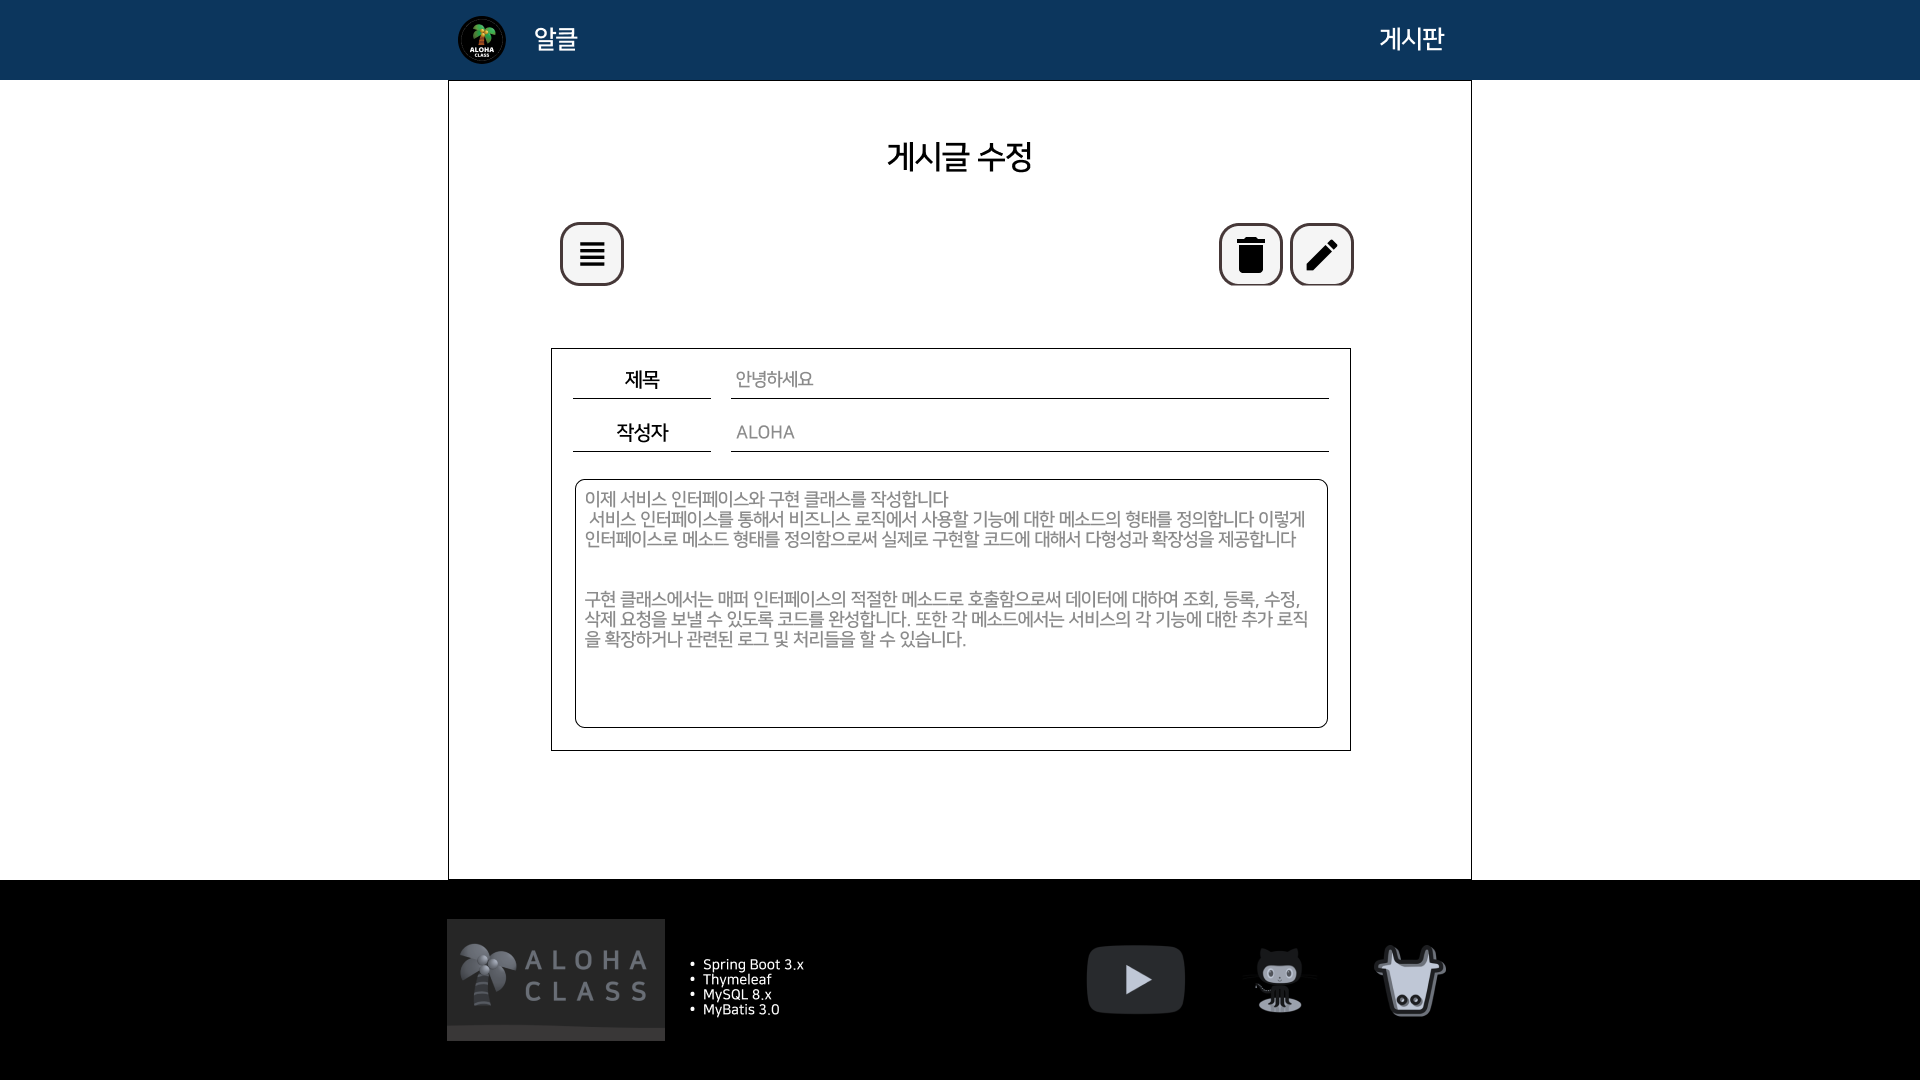 ALOHA
CLASS
알클
게시판
게시글 수정
제목
안녕하세요
작성자
ALOHA
이제 서비스 인터페이스와 구현 클래스를 작성합니다
서비스 인터페이스를 통해서 비즈니스 로직에서 사용할 기능에 대한 메소드의 형태를 정의합니다 이렇게
인터페이스로 메소드 형태를 정의함으로써 실제로 구현할 코드에 대해서 다형성과 확장성을 제공합니다
구현 클래스에서는 매퍼 인터페이스의 적절한 메소드로 호출함으로써 데이터에 대하여 조회, 등록, 수정,
삭제 요청을 보낼 수 있도록 코드를 완성합니다. 또한 각 메소드에서는 서비스의 각 기능에 대한 추가 로직
을 확장하거나 관련된 로그 및 처리들을 할 수 있습니다.
ALOHA
CLASS
• Spring Boot 3.x
• Thymeleaf
• MySQL 8.x
• MyBatis 3.0